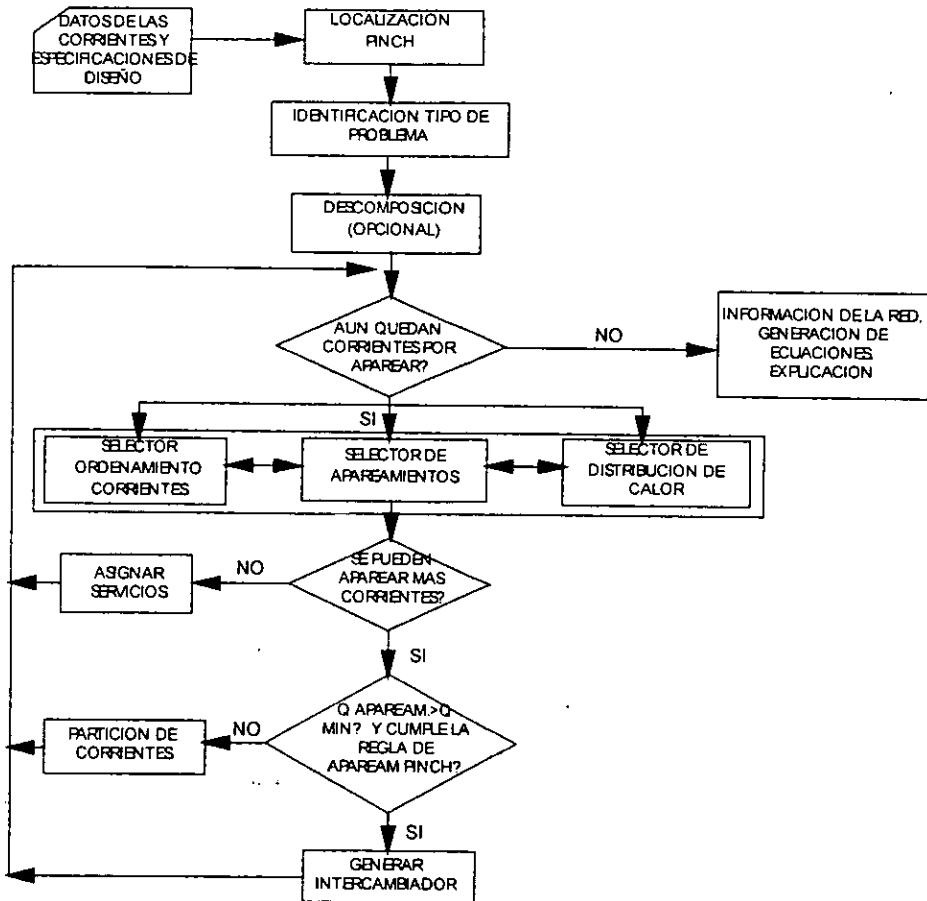 DATOS DE LAS
CORRIENTES Y
ESPECIFICACIONES DE
DISEÑO
LOCALIZACIÓN
PINCH
IDENTIFICACION TIPO DE
PROBLEMA
DESCOMPOSICION
(OPCIONAL)
AUN QUEDAN
CORRIENTES POR
APAREAR?
NO
INFORMACION DE LA RED,
GENERACION DE
ECUACIONES.
EXPLICACION
SI
SELECTOR
ORDENAMIENTO
CORRIENTES
SELECTOR DE
APAREAMIENTOS
SELECTOR DE
DISTRIBUCION DE
CALOR
SE PUEDEN
APAREAR MAS
CORRIENTES?
NO
ASIGNAR
SERVICIOS
SI
Q APAREAM.>Q
MIN? Y CUMPLE LA
REGLA DE
APAREAM PINCH?
NO
PARTICION DE
CORRIENTES
SI
GENERAR
INTERCAMBIADOR